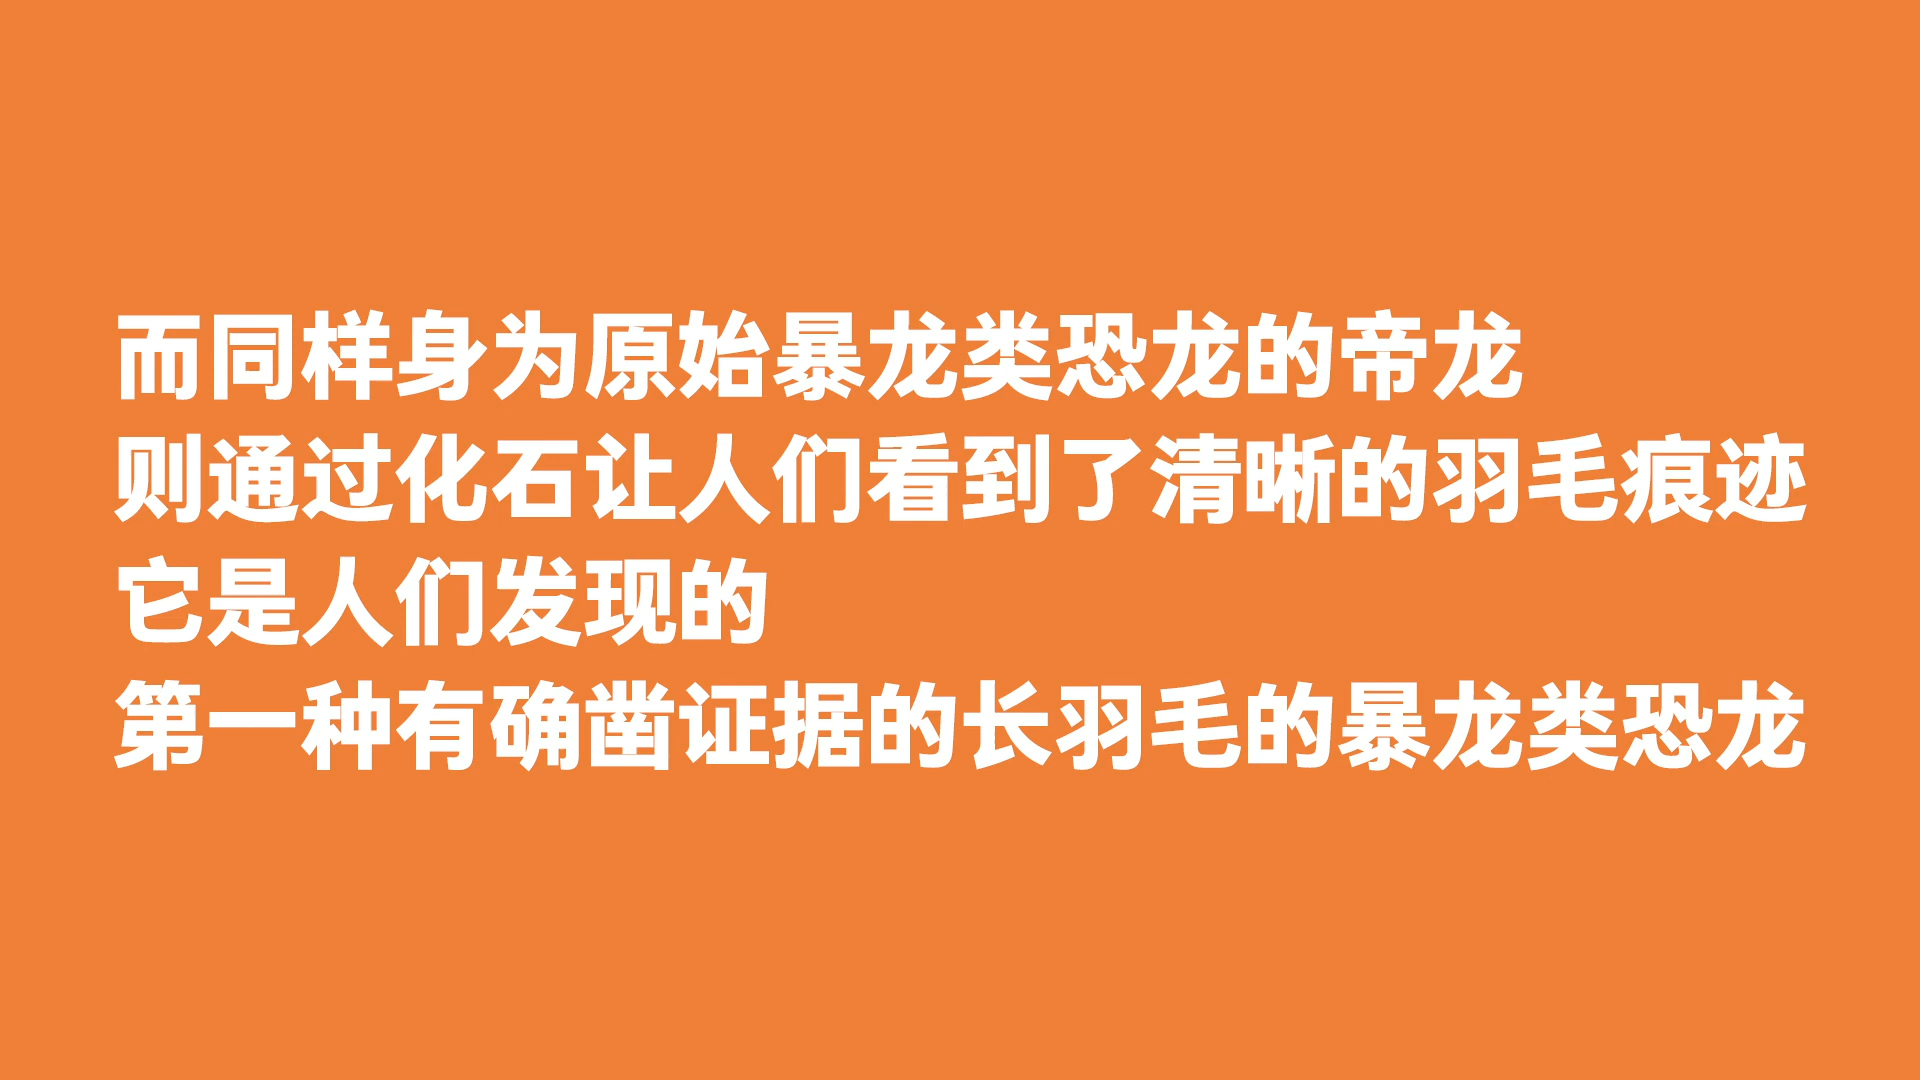 而同样身为原始暴龙类恐龙的帝龙
则通过化石让人们看到了清晰的羽毛痕迹
它是人们发现的
第一种有确凿证据的长羽毛的暴龙类恐龙